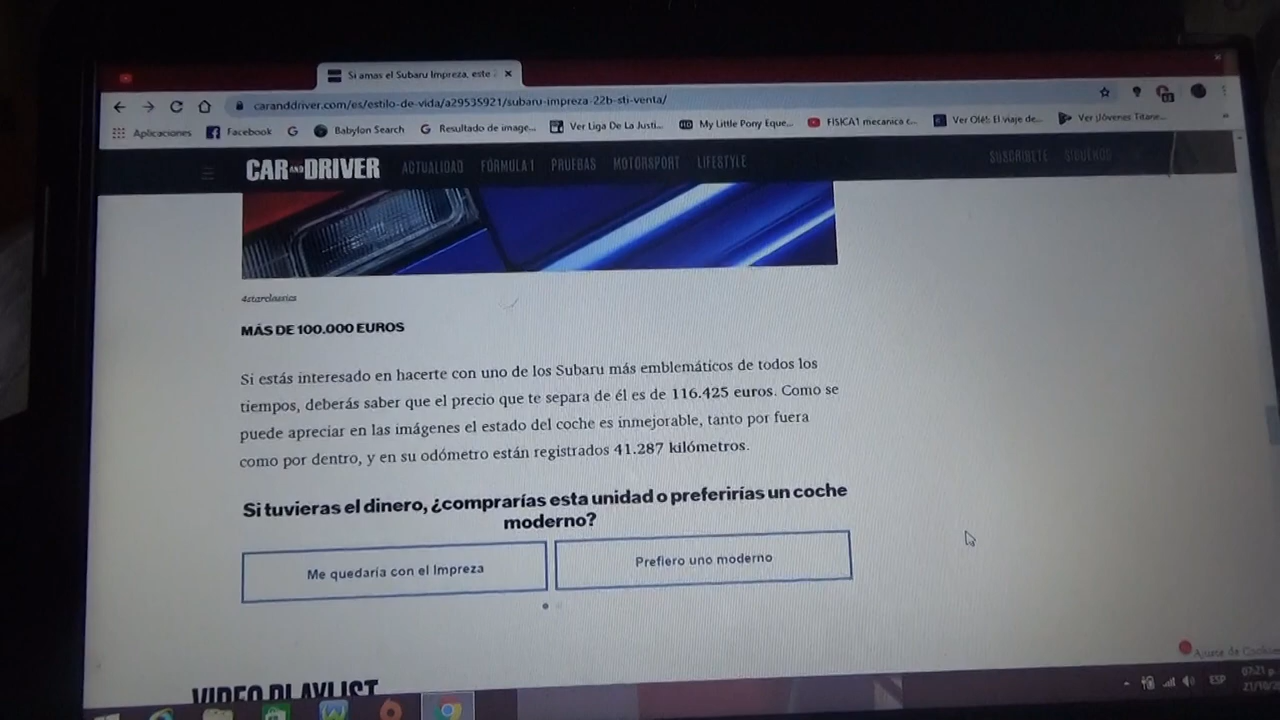 Si amas el Subaru Impreza, este
caranddriver.com/es/estilo-de-vida/a29535921/subaru-impreza-22b-sti-venta/
Aplicaciones Facebook Babylon Search Resultado de image... Ver Liga De La Justi... My Little Pony Eque... FISICA1 mecanica c... Ver Olé!: El viaje de... Ver ¡Jóvenes Titane...
CAR AND DRIVER ACTUALIDAD FÓRMULA 1 PRUEBAS MOTORSPORT LIFESTYLE SUSCRÍBETE SÍGUENOS
4starclassics
MÁS DE 100.000 EUROS
Si estás interesado en hacerte con uno de los Subaru más emblemáticos de todos los
tiempos, deberás saber que el precio que te separa de él es de 116.425 euros. Como se
puede apreciar en las imágenes el estado del coche es inmejorable, tanto por fuera
como por dentro, y en su odómetro están registrados 41.287 kilómetros.
Si tuvieras el dinero, ¿comprarías esta unidad o preferirías un coche
moderno?
Me quedaría con el Impreza Prefiero uno moderno
VIDEO PLAYLIST
Ajuste de Cookies
ESP 07:21 p